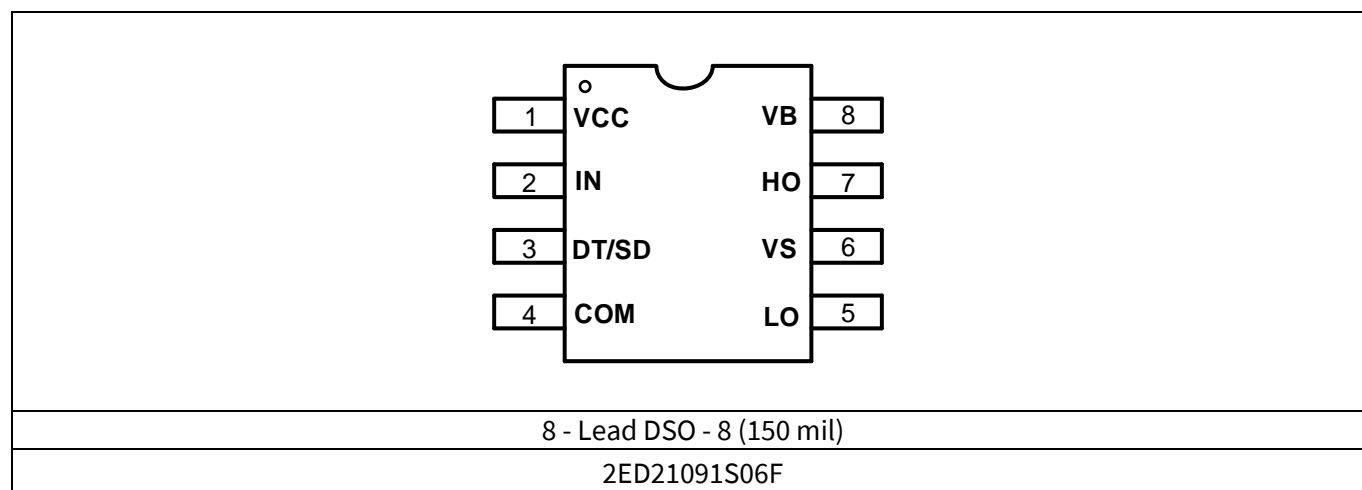 1 VCC VB 8
2 IN HO 7
3 DT/SD VS 6
4 COM LO 5
8 - Lead DSO - 8 (150 mil)
2ED21091S06F